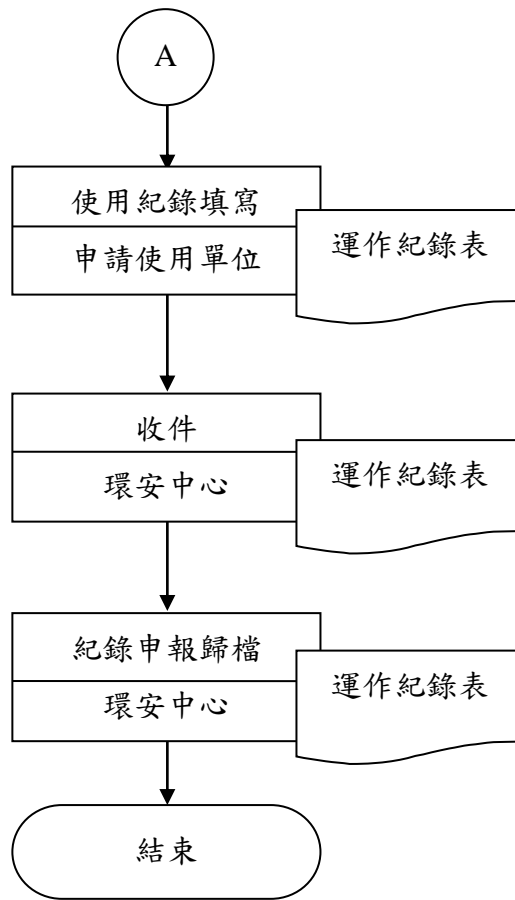 A
使用紀錄填寫
申請使用單位
運作紀錄表
收件
環安中心
運作紀錄表
紀錄申報歸檔
環安中心
運作紀錄表
結束